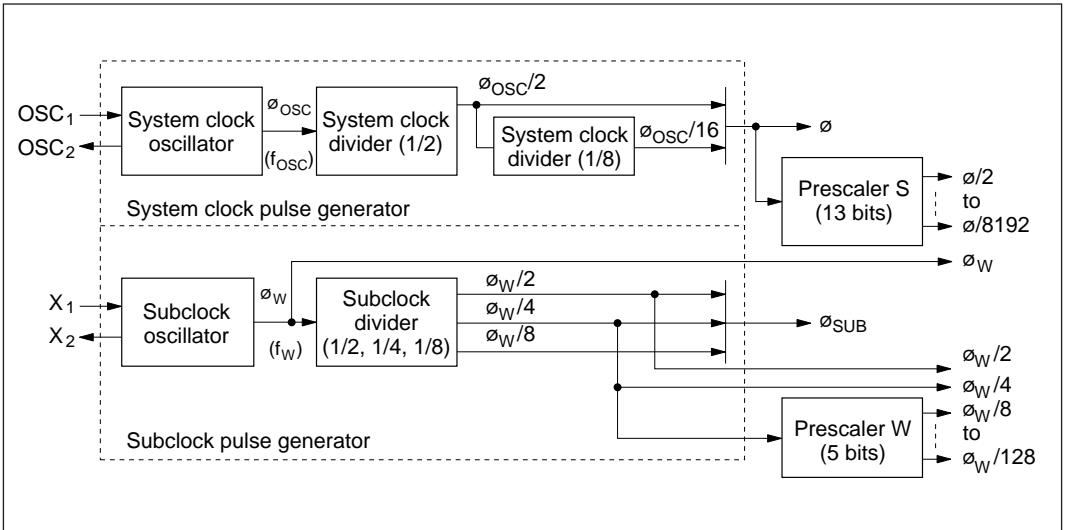 OSC1
OSC2
System clock
oscillator
øOSC
(fOSC)
System clock
divider (1/2)
øOSC/2
System clock
divider (1/8)
øOSC/16
ø
Prescaler S
(13 bits)
ø/2
to
ø/8192
System clock pulse generator
øW
X1
X2
Subclock
oscillator
øW
(fW)
Subclock
divider
(1/2, 1/4, 1/8)
øW/2
øW/4
øW/8
øSUB
øW/2
øW/4
Prescaler W
(5 bits)
øW/8
to
øW/128
Subclock pulse generator